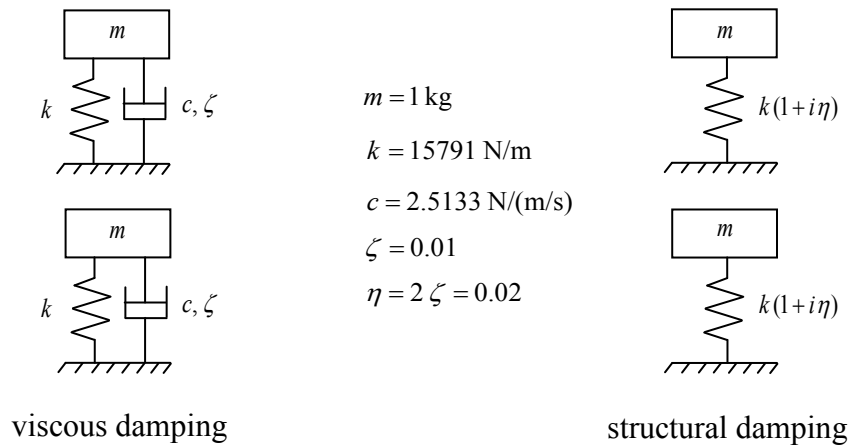 m
k
c, ζ
m
k
c, ζ
viscous damping
m = 1 kg
k = 15791 N/m
c = 2.5133 N/(m/s)
ζ = 0.01
η = 2 ζ = 0.02
m
k(1+iη)
m
k(1+iη)
structural damping